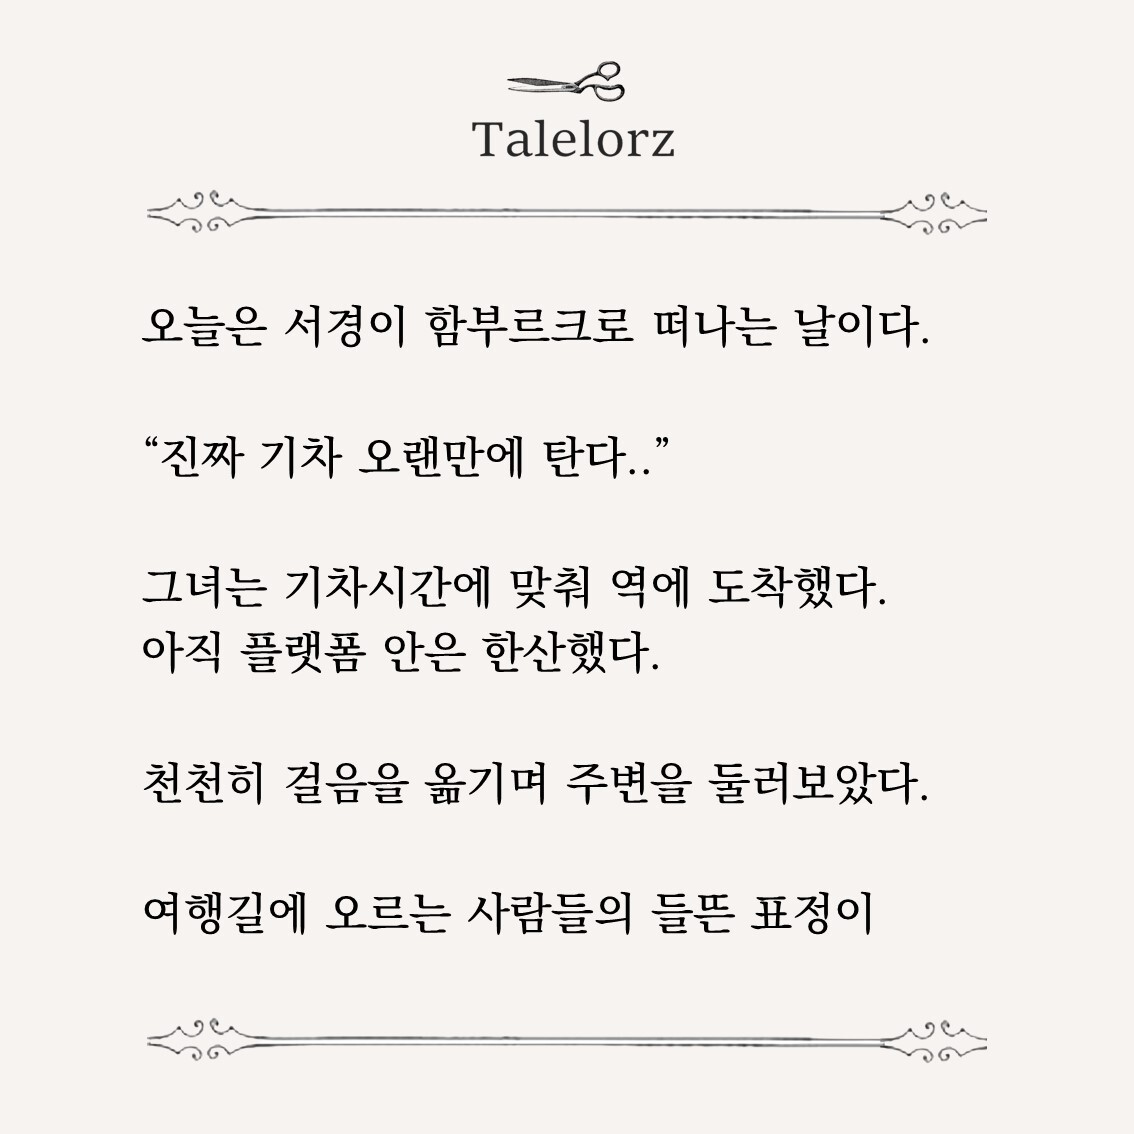 Talelorz
오늘은 서경이 함부르크로 떠나는 날이다.
“진짜 기차 오랜만에 탄다..”
그녀는 기차시간에 맞춰 역에 도착했다.
아직 플랫폼 안은 한산했다.
천천히 걸음을 옮기며 주변을 둘러보았다.
여행길에 오르는 사람들의 들뜬 표정이